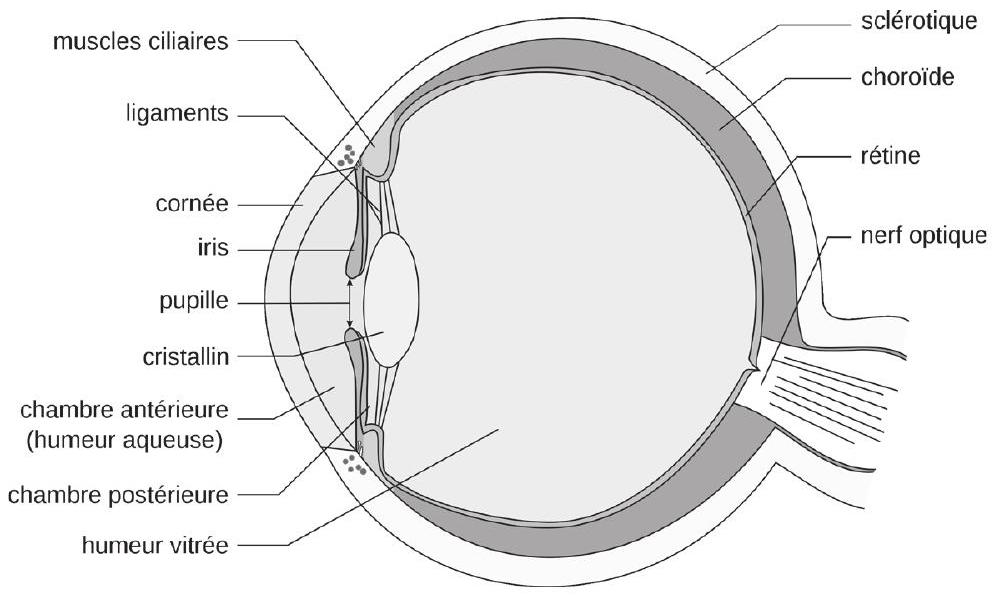 muscles ciliaires
ligaments
cornée
iris
pupille
cristallin
chambre antérieure
(humeur aqueuse)
chambre postérieure
humeur vitrée
sclérotique
choroïde
rétine
nerf optique